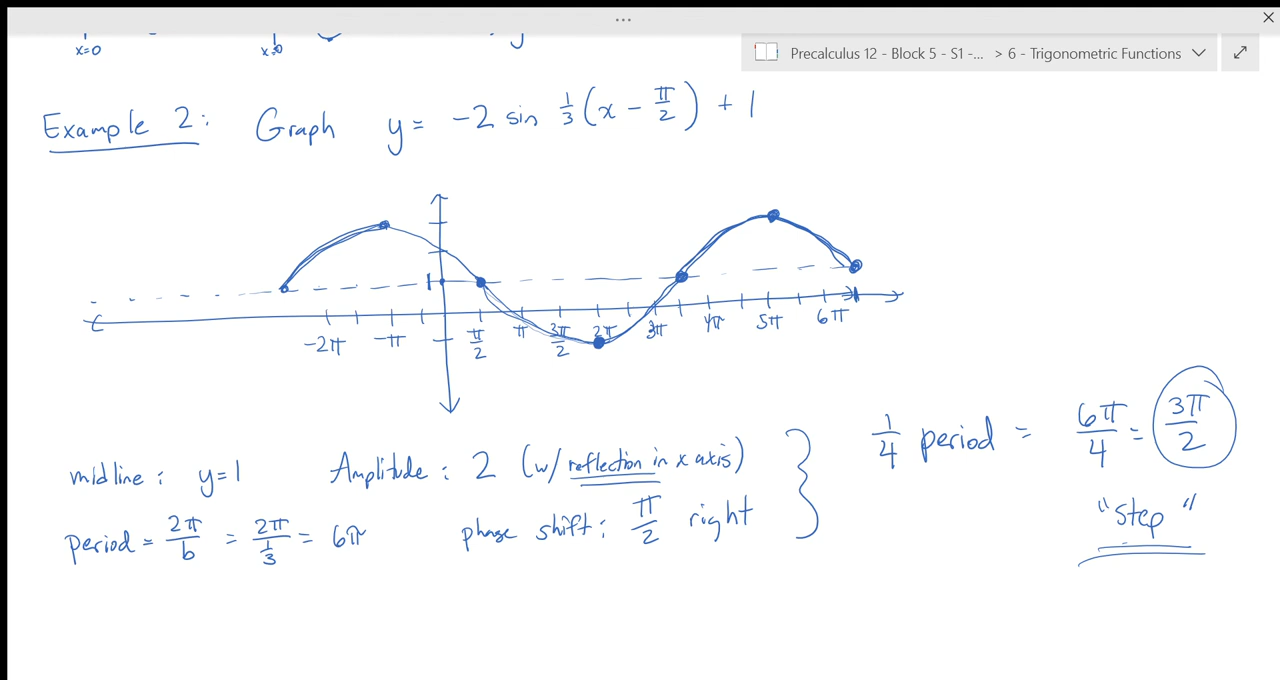 ...
x=0
x=0
Precalculus 12 - Block 5 - S1 -... > 6 - Trigonometric Functions
Example 2: Graph y = -2 sin 1/3 (x - π/2) + 1
1
-2π -π π/2 π 3π/2 2π 3π 4π 5π 6π
1/4 period = 6π/4 = 3π/2
midline: y=1 Amplitude: 2 (w/ reflection in x axis)
"step"
period = 2π/b = 2π/(1/3) = 6π phase shift: π/2 right